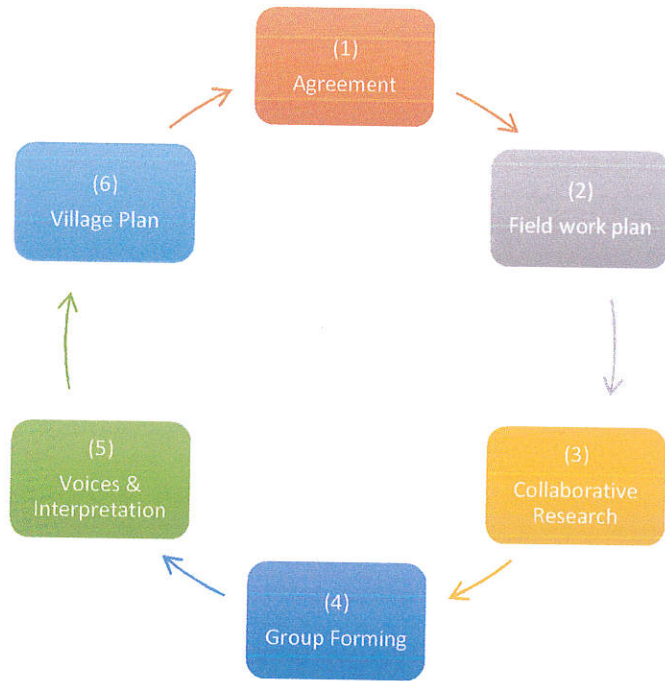 (1)
Agreement
(2)
Field work plan
(3)
Collaborative
Research
(4)
Group Forming
(5)
Voices &
Interpretation
(6)
Village Plan